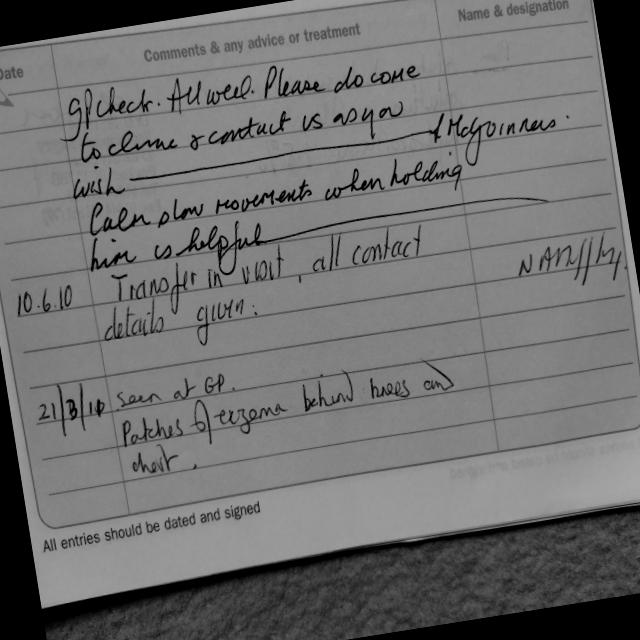 Date Comments & any advice or treatment Name & designation
GP check. All well. Please do come
to clinic & contact us as you
wish McGuinness.
Calm slow movements when holding
him is helpful
10.6.10 Transfer in visit, all contact
details given.
21/8/10 seen at GP.
Patches of eczema behind knees and
chest.
All entries should be dated and signed